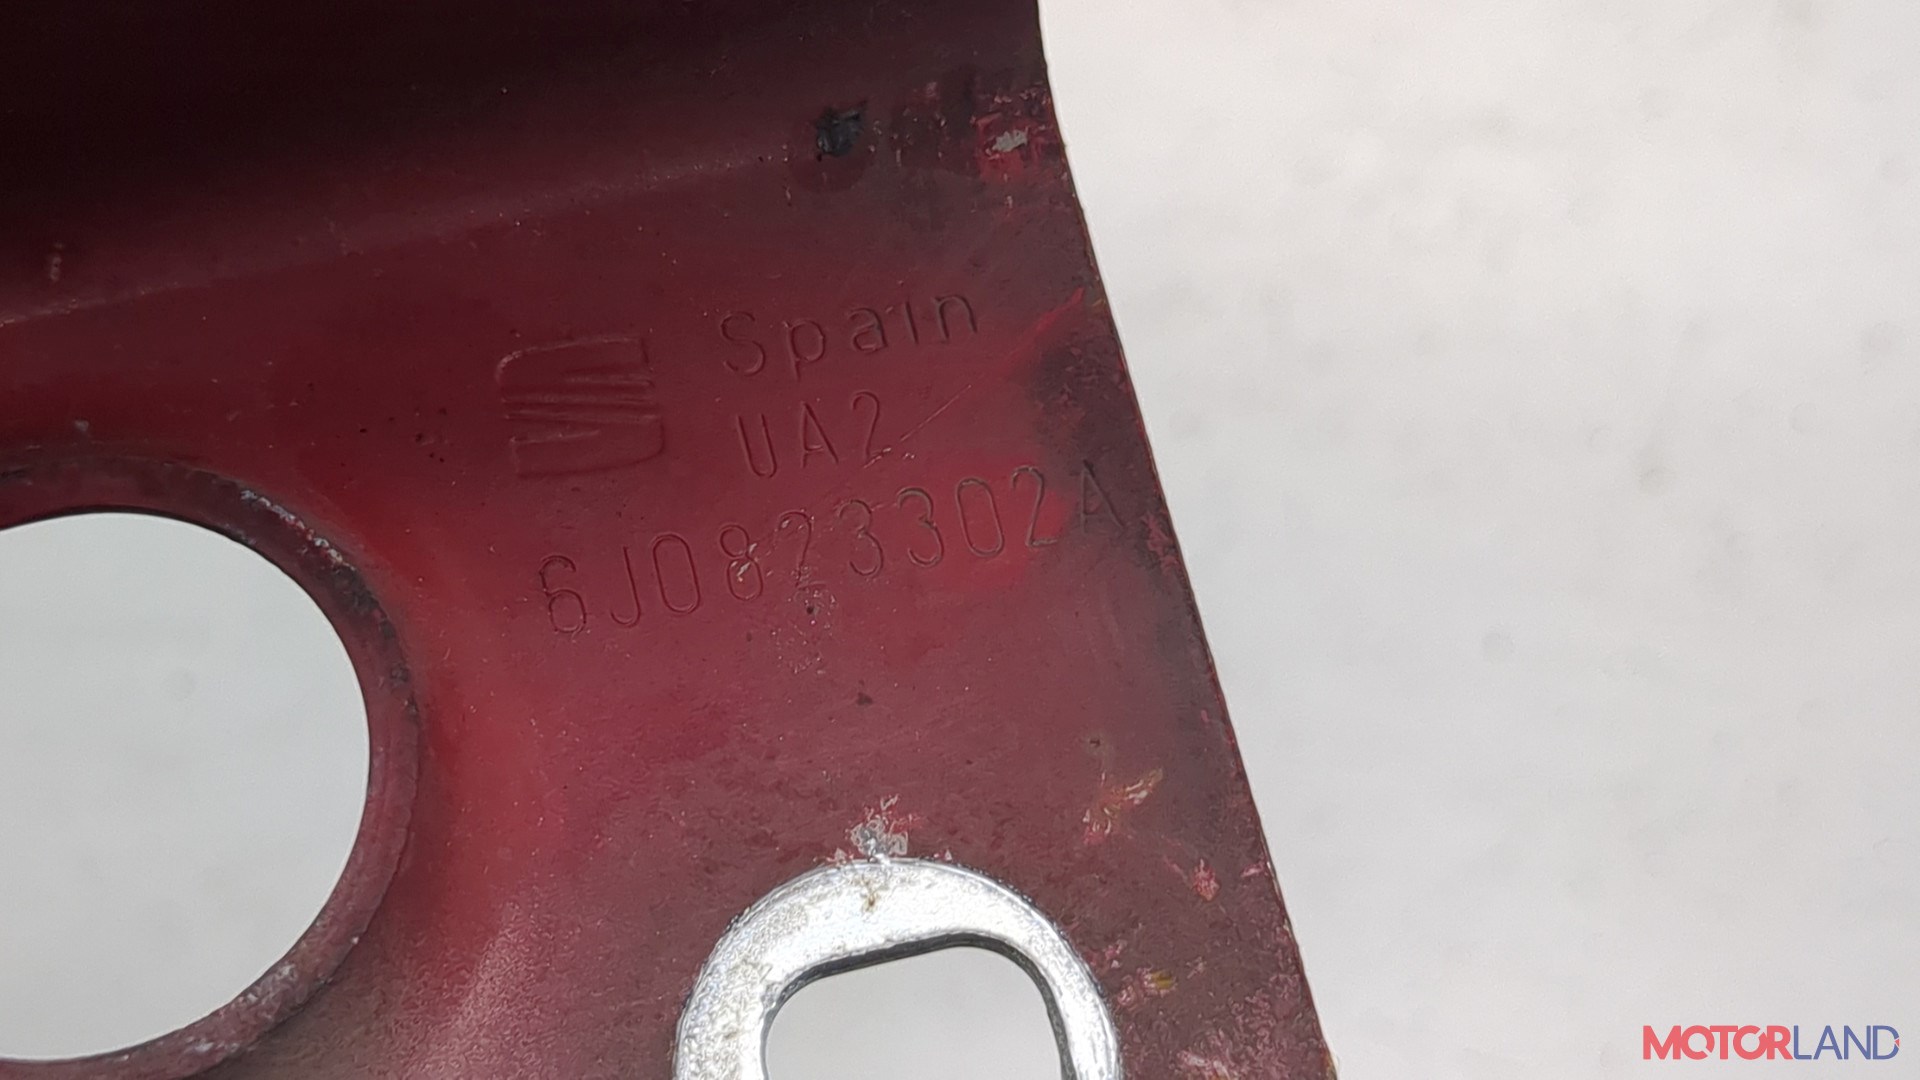 Spain
UA2
6J0823302A
MOTORLAND